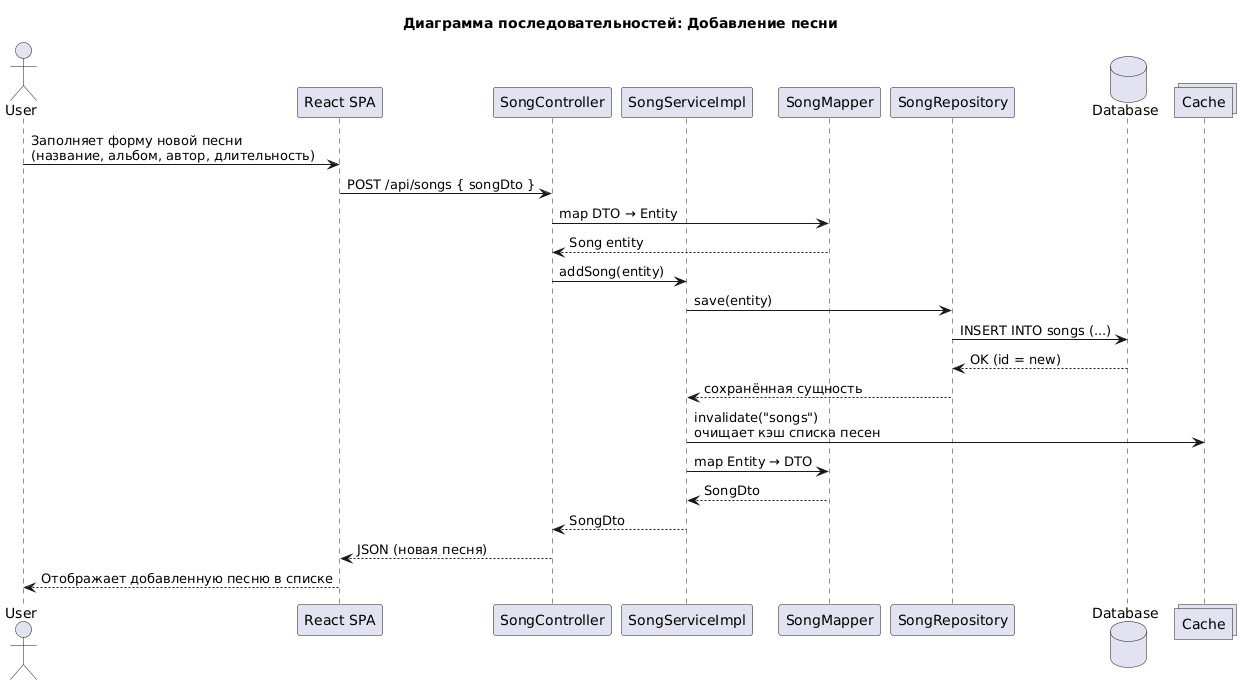 Диаграмма последовательностей: Добавление песни
User
React SPA
SongController
SongServiceImpl
SongMapper
SongRepository
Database
Cache
Заполняет форму новой песни
(название, альбом, автор, длительность)
POST /api/songs { songDto }
map DTO → Entity
Song entity
addSong(entity)
save(entity)
INSERT INTO songs (...)
OK (id = new)
сохранённая сущность
invalidate("songs")
очищает кэш списка песен
map Entity → DTO
SongDto
SongDto
JSON (новая песня)
Отображает добавленную песню в списке
User
React SPA
SongController
SongServiceImpl
SongMapper
SongRepository
Database
Cache